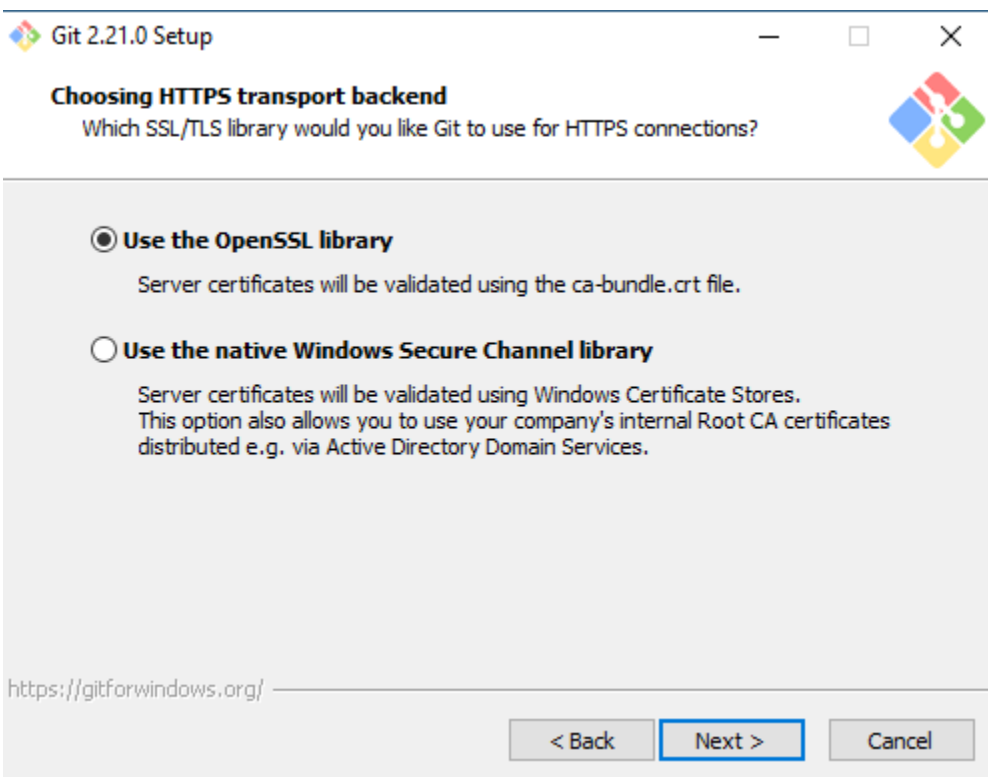 Git 2.21.0 Setup
Choosing HTTPS transport backend
Which SSL/TLS library would you like Git to use for HTTPS connections?
Use the OpenSSL library
Server certificates will be validated using the ca-bundle.crt file.
Use the native Windows Secure Channel library
Server certificates will be validated using Windows Certificate Stores.
This option also allows you to use your company's internal Root CA certificates
distributed e.g. via Active Directory Domain Services.
https://gitforwindows.org/
< Back
Next >
Cancel